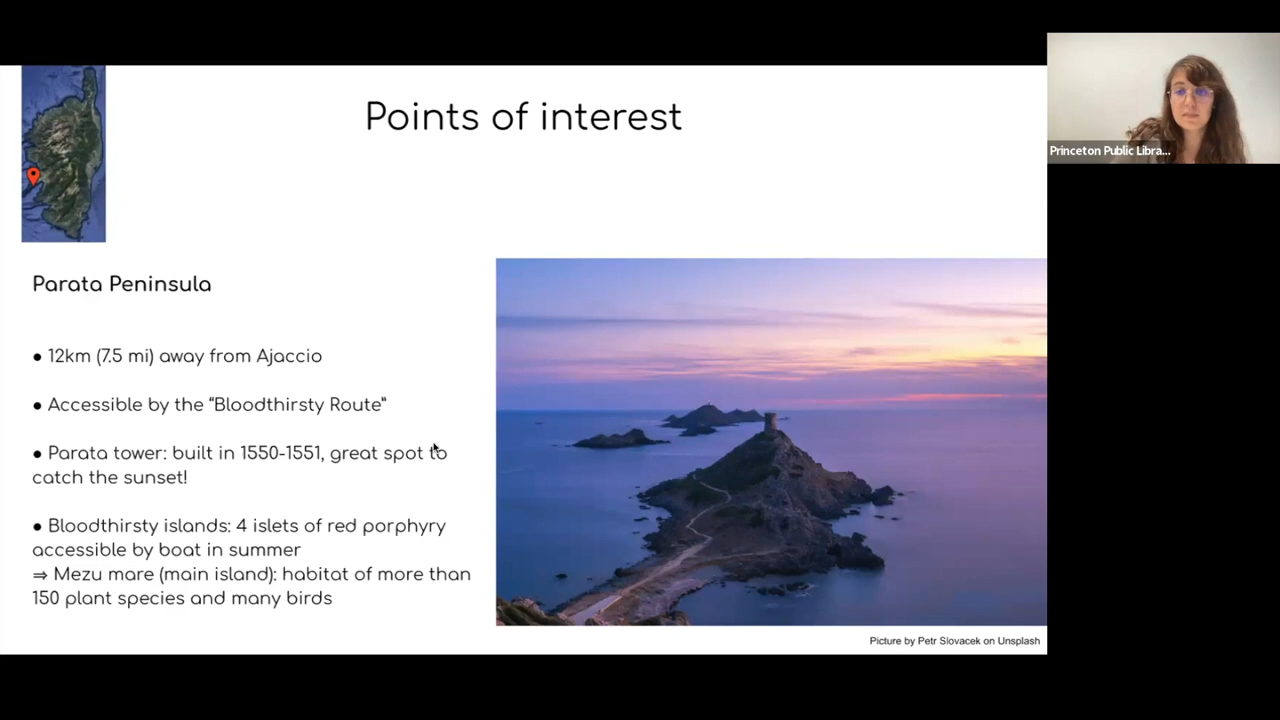 Points of interest
Princeton Public Libra...
Parata Peninsula
● 12km (7.5 mi) away from Ajaccio
● Accessible by the “Bloodthirsty Route”
● Parata tower: built in 1550-1551, great spot to
catch the sunset!
● Bloodthirsty islands: 4 islets of red porphyry
accessible by boat in summer
⇒ Mezu mare (main island): habitat of more than
150 plant species and many birds
Picture by Petr Slovacek on Unsplash